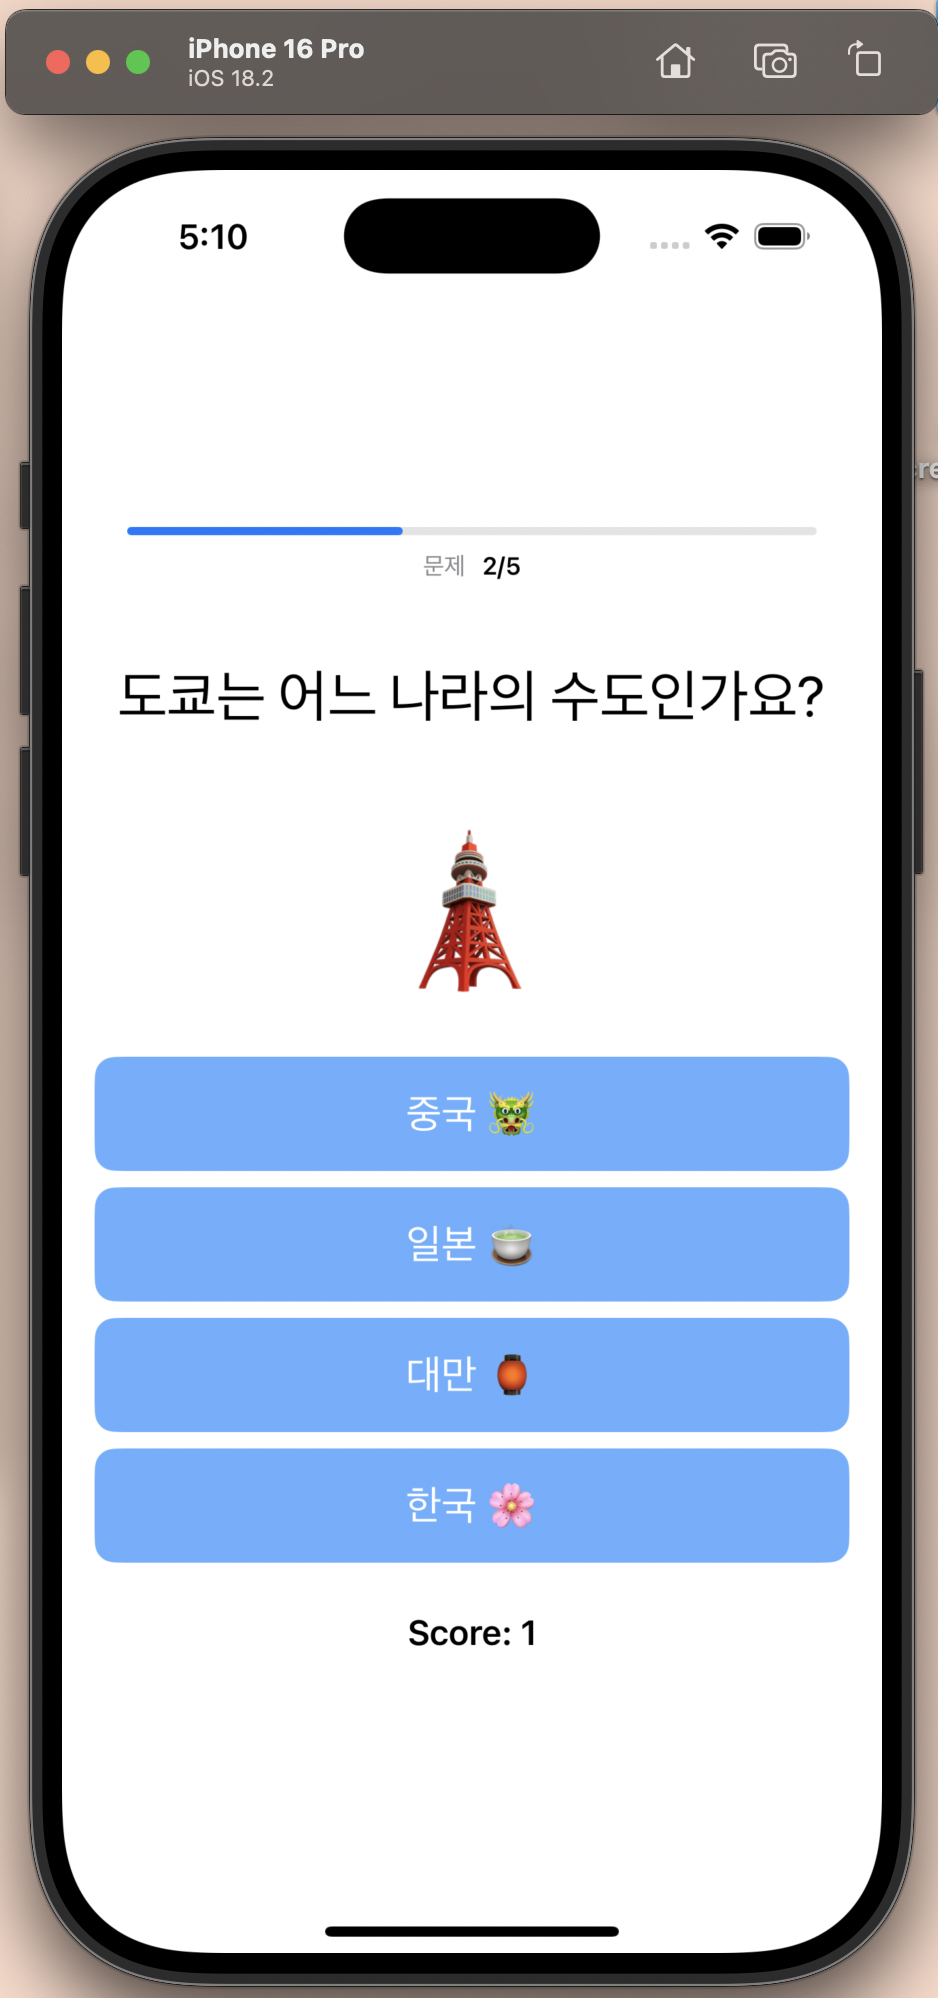 iPhone 16 Pro
iOS 18.2
5:10
문제 2/5
도쿄는 어느 나라의 수도인가요?
중국 🐲
일본 🍵
대만 🏮
한국 🌸
Score: 1